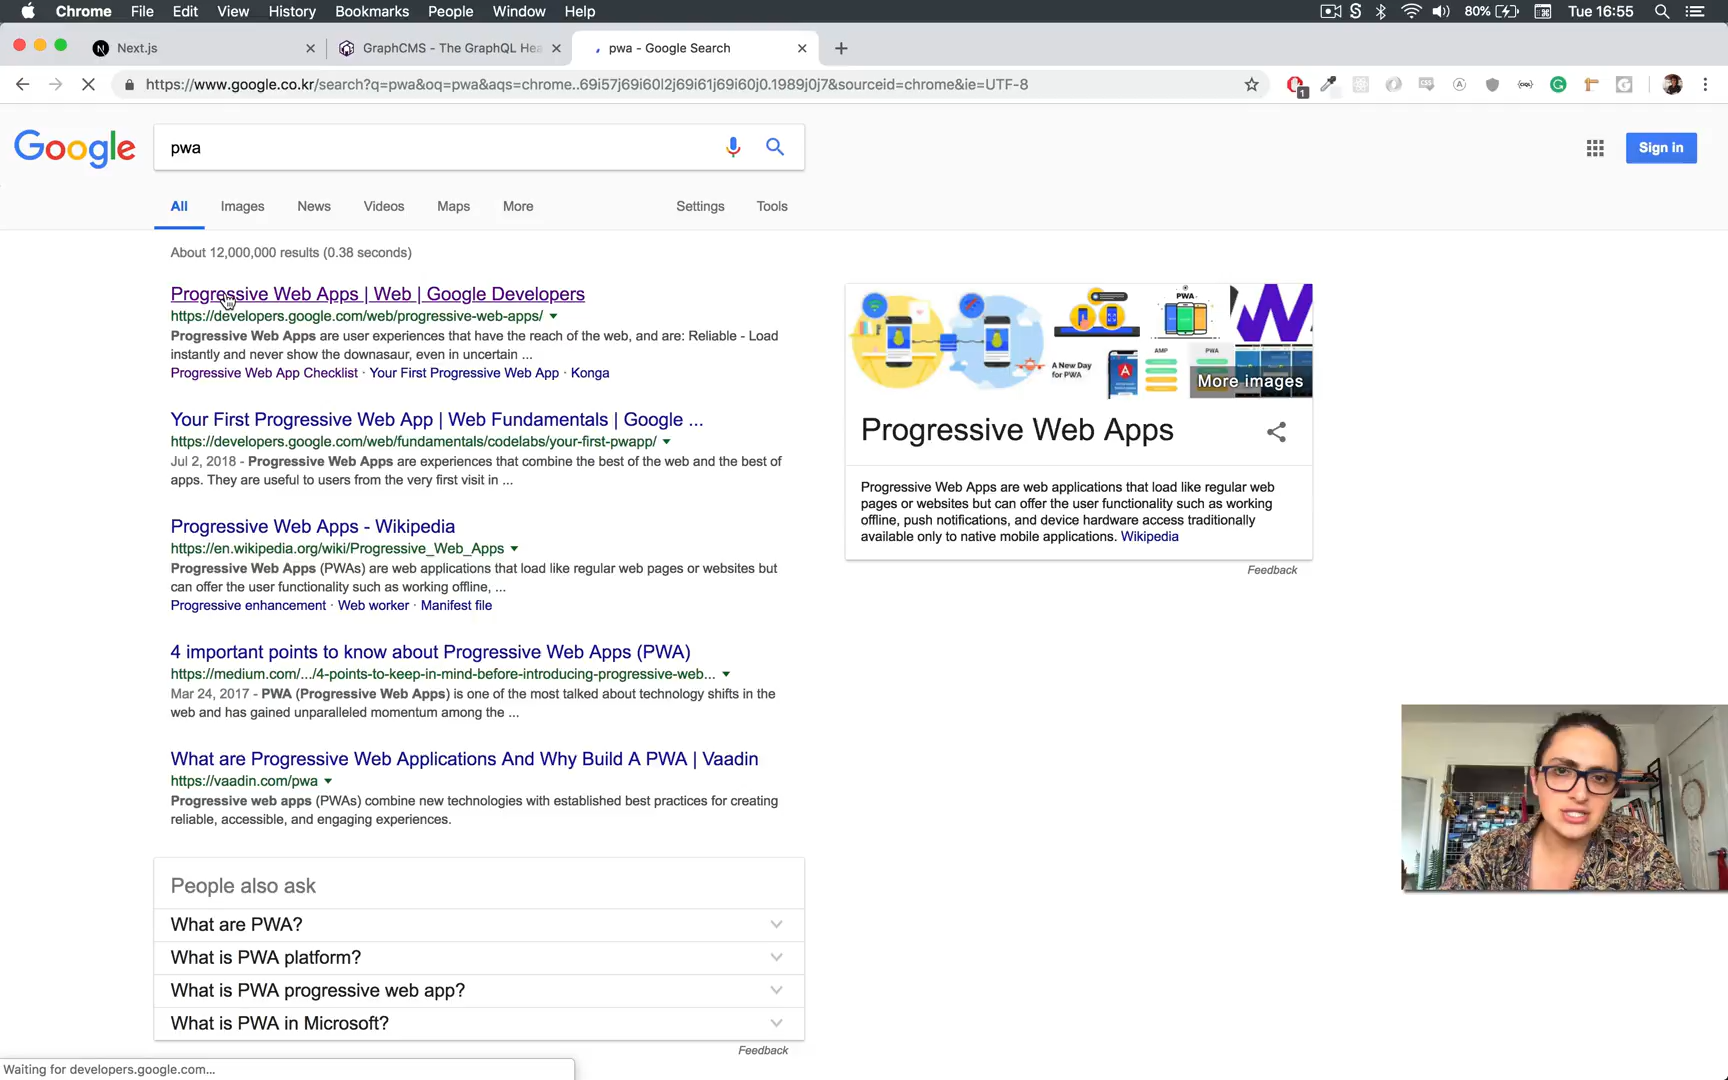 Chrome File Edit View History Bookmarks People Window Help 80% Tue 16:55
Next.js GraphCMS - The GraphQL Hea pwa - Google Search
https://www.google.co.kr/search?q=pwa&oq=pwa&aqs=chrome..69i57j69i60l2j69i61j69i60j0.1989j0j7&sourceid=chrome&ie=UTF-8
1
Google pwa Sign in
All Images News Videos Maps More Settings Tools
About 12,000,000 results (0.38 seconds)
Progressive Web Apps | Web | Google Developers
https://developers.google.com/web/progressive-web-apps/
Progressive Web Apps are user experiences that have the reach of the web, and are: Reliable - Load
instantly and never show the downasaur, even in uncertain ...
Progressive Web App Checklist · Your First Progressive Web App · Konga
Your First Progressive Web App | Web Fundamentals | Google ...
https://developers.google.com/web/fundamentals/codelabs/your-first-pwapp/
Jul 2, 2018 - Progressive Web Apps are experiences that combine the best of the web and the best of
apps. They are useful to users from the very first visit in ...
Progressive Web Apps - Wikipedia
https://en.wikipedia.org/wiki/Progressive_Web_Apps
Progressive Web Apps (PWAs) are web applications that load like regular web pages or websites but
can offer the user functionality such as working offline, ...
Progressive enhancement · Web worker · Manifest file
4 important points to know about Progressive Web Apps (PWA)
https://medium.com/.../4-points-to-keep-in-mind-before-introducing-progressive-web...
Mar 24, 2017 - PWA (Progressive Web Apps) is one of the most talked about technology shifts in the
web and has gained unparalleled momentum among the ...
What are Progressive Web Applications And Why Build A PWA | Vaadin
https://vaadin.com/pwa
Progressive web apps (PWAs) combine new technologies with established best practices for creating
reliable, accessible, and engaging experiences.
People also ask
What are PWA?
What is PWA platform?
What is PWA progressive web app?
What is PWA in Microsoft?
Feedback
PWA
A New Day
for PWA
AMP
PWA
More images
Progressive Web Apps
Progressive Web Apps are web applications that load like regular web
pages or websites but can offer the user functionality such as working
offline, push notifications, and device hardware access traditionally
available only to native mobile applications. Wikipedia
Feedback
Waiting for developers.google.com...